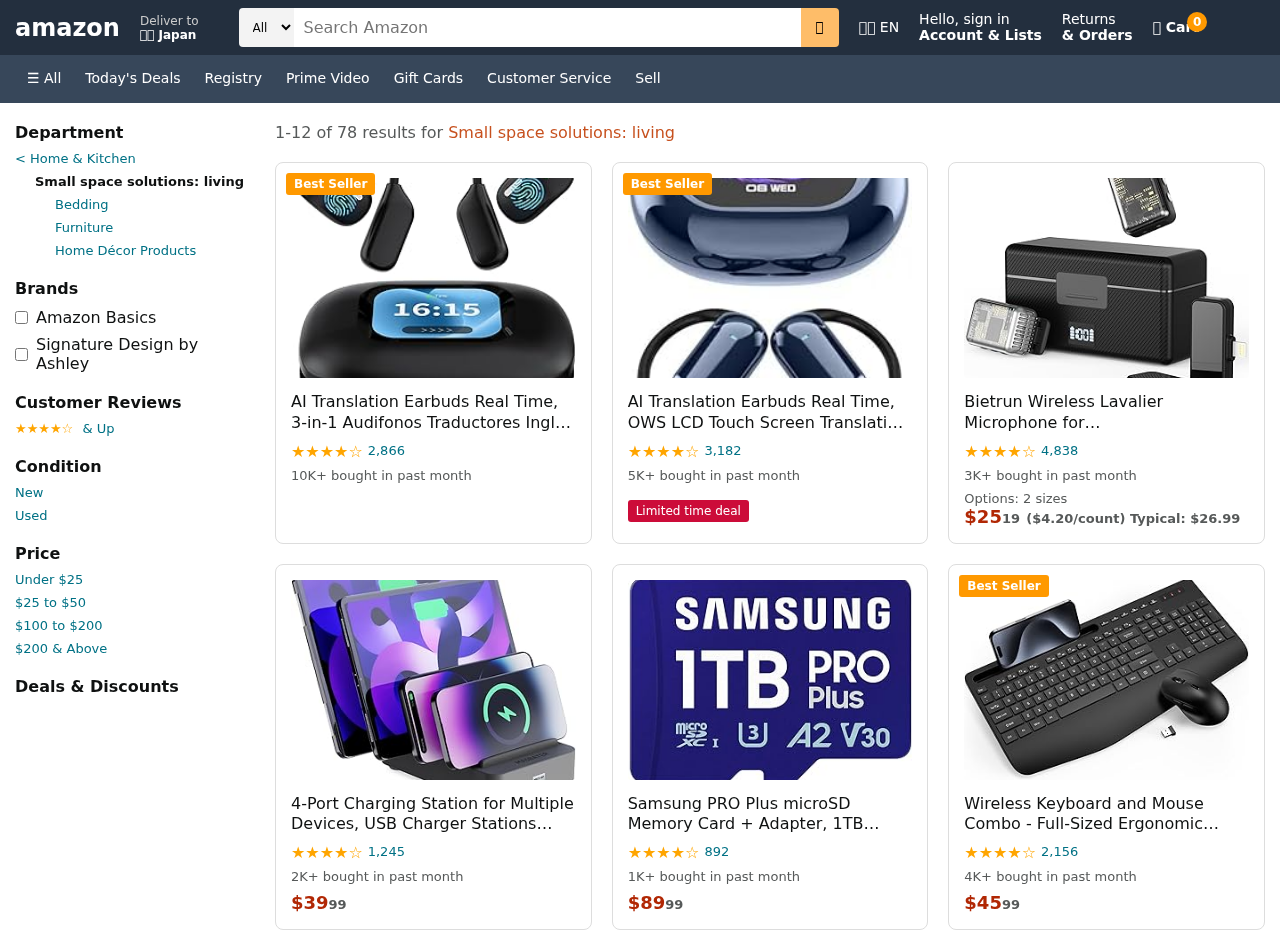 amazon
Deliver to
Japan
All
Search Amazon
EN
Hello, sign in
Account & Lists
Returns
& Orders
0
☰ All
Today's Deals
Registry
Prime Video
Gift Cards
Customer Service
Sell
Department
< Home & Kitchen
Small space solutions: living
Bedding
Furniture
Home Décor Products
Brands
Amazon Basics
Signature Design by
Ashley
Customer Reviews
★★★★☆ & Up
Condition
New
Used
Price
Under $25
$25 to $50
$100 to $200
$200 & Above
Deals & Discounts
1-12 of 78 results for Small space solutions: living
Best Seller
16:15
>>>>
AI Translation Earbuds Real Time,
3-in-1 Audifonos Traductores Ingl…
★★★★☆ 2,866
10K+ bought in past month
Best Seller
08 WED
AI Translation Earbuds Real Time,
OWS LCD Touch Screen Translati…
★★★★☆ 3,182
5K+ bought in past month
Limited time deal
100
Bietrun Wireless Lavalier
Microphone for…
★★★★☆ 4,838
3K+ bought in past month
Options: 2 sizes
$25 19 ($4.20/count) Typical: $26.99
4-Port Charging Station for Multiple
Devices, USB Charger Stations…
★★★★☆ 1,245
2K+ bought in past month
$39 99
SAMSUNG
1TB PRO
Plus
micro SD XC I U3 A2 V30
Samsung PRO Plus microSD
Memory Card + Adapter, 1TB…
★★★★☆ 892
1K+ bought in past month
$89 99
Best Seller
Wireless Keyboard and Mouse
Combo - Full-Sized Ergonomic…
★★★★☆ 2,156
4K+ bought in past month
$45 99